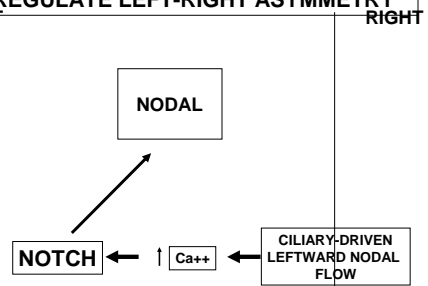 REGULATE LEFT-RIGHT ASYMMETRY
RIGHT
NODAL
NOTCH
Ca++
CILIARY-DRIVEN
LEFTWARD NODAL
FLOW